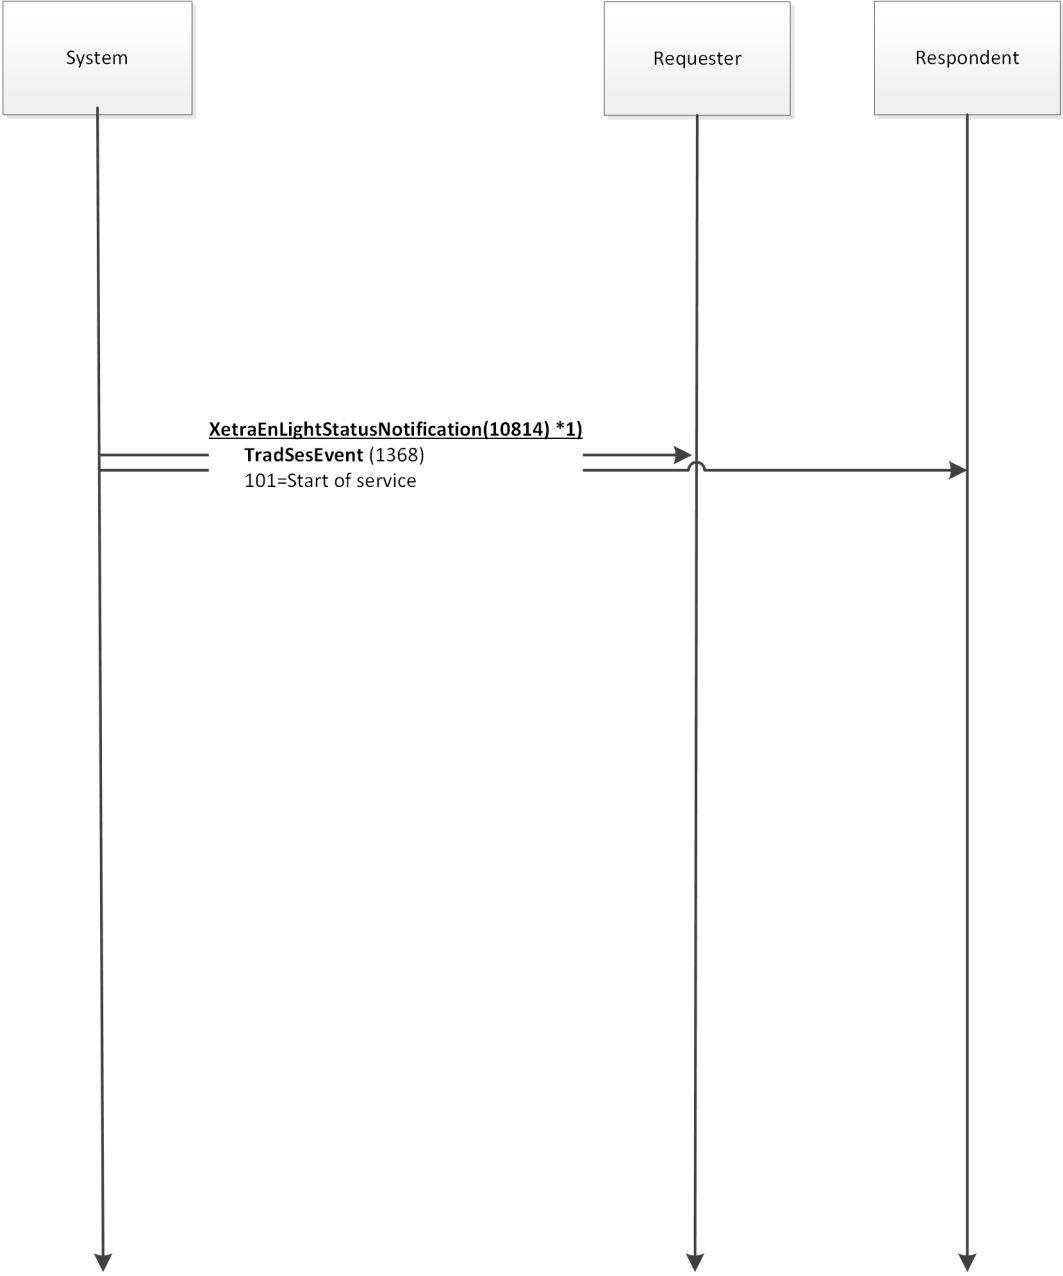 System
Requester
Respondent
XetraEnLightStatusNotification(10814) *1)
TradSesEvent (1368)
101=Start of service